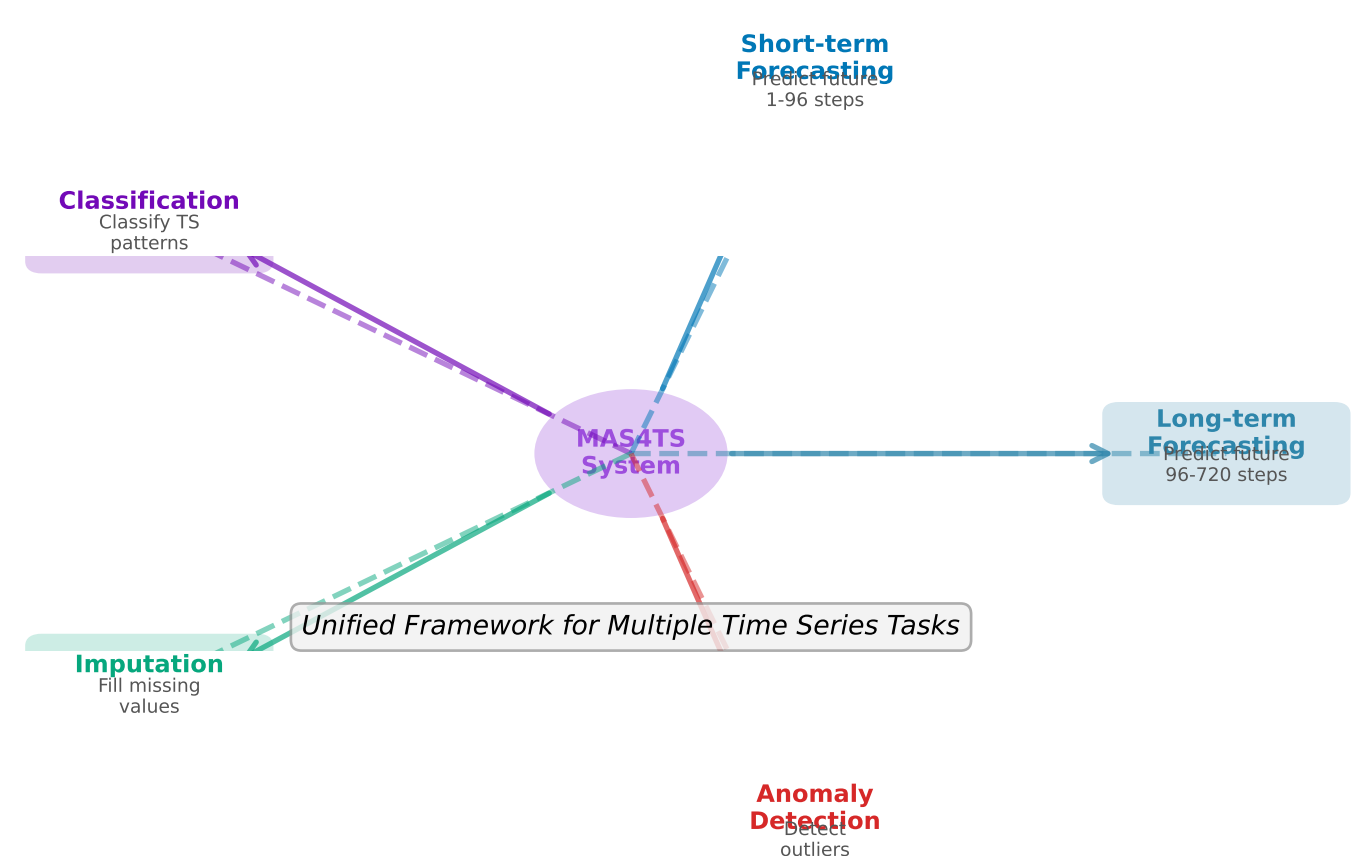 Short-term
Forecasting
Predict future
1-96 steps
Classification
Classify TS
patterns
MAS4TS
System
Long-term
Forecasting
Predict future
96-720 steps
Unified Framework for Multiple Time Series Tasks
Imputation
Fill missing
values
Anomaly
Detection
Detect
outliers